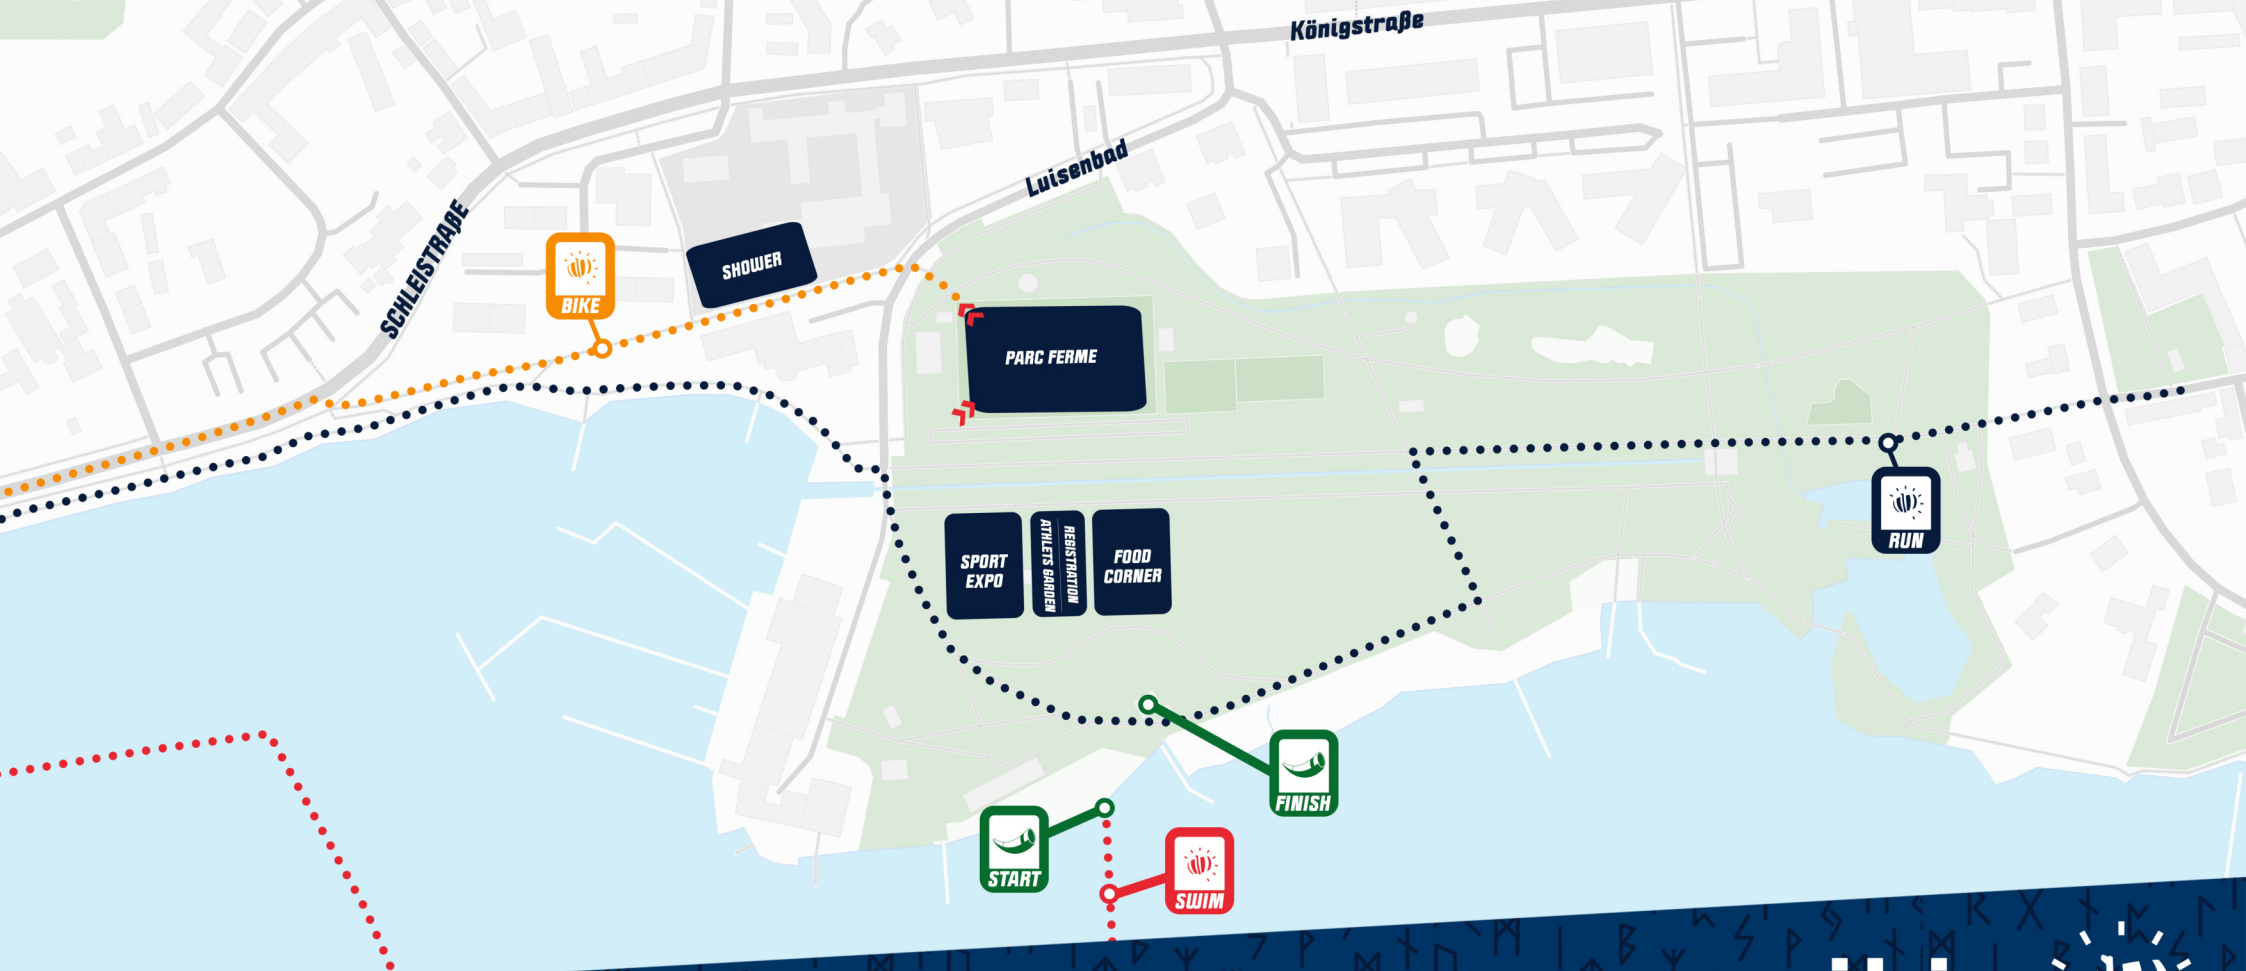 Königstraße
Luisenbad
SCHLEISTRAßE
SHOWER
BIKE
PARC FERME
RUN
SPORT
EXPO
REGISTRATION
ATHLETS GARDEN
FOOD
CORNER
FINISH
START
SWIM